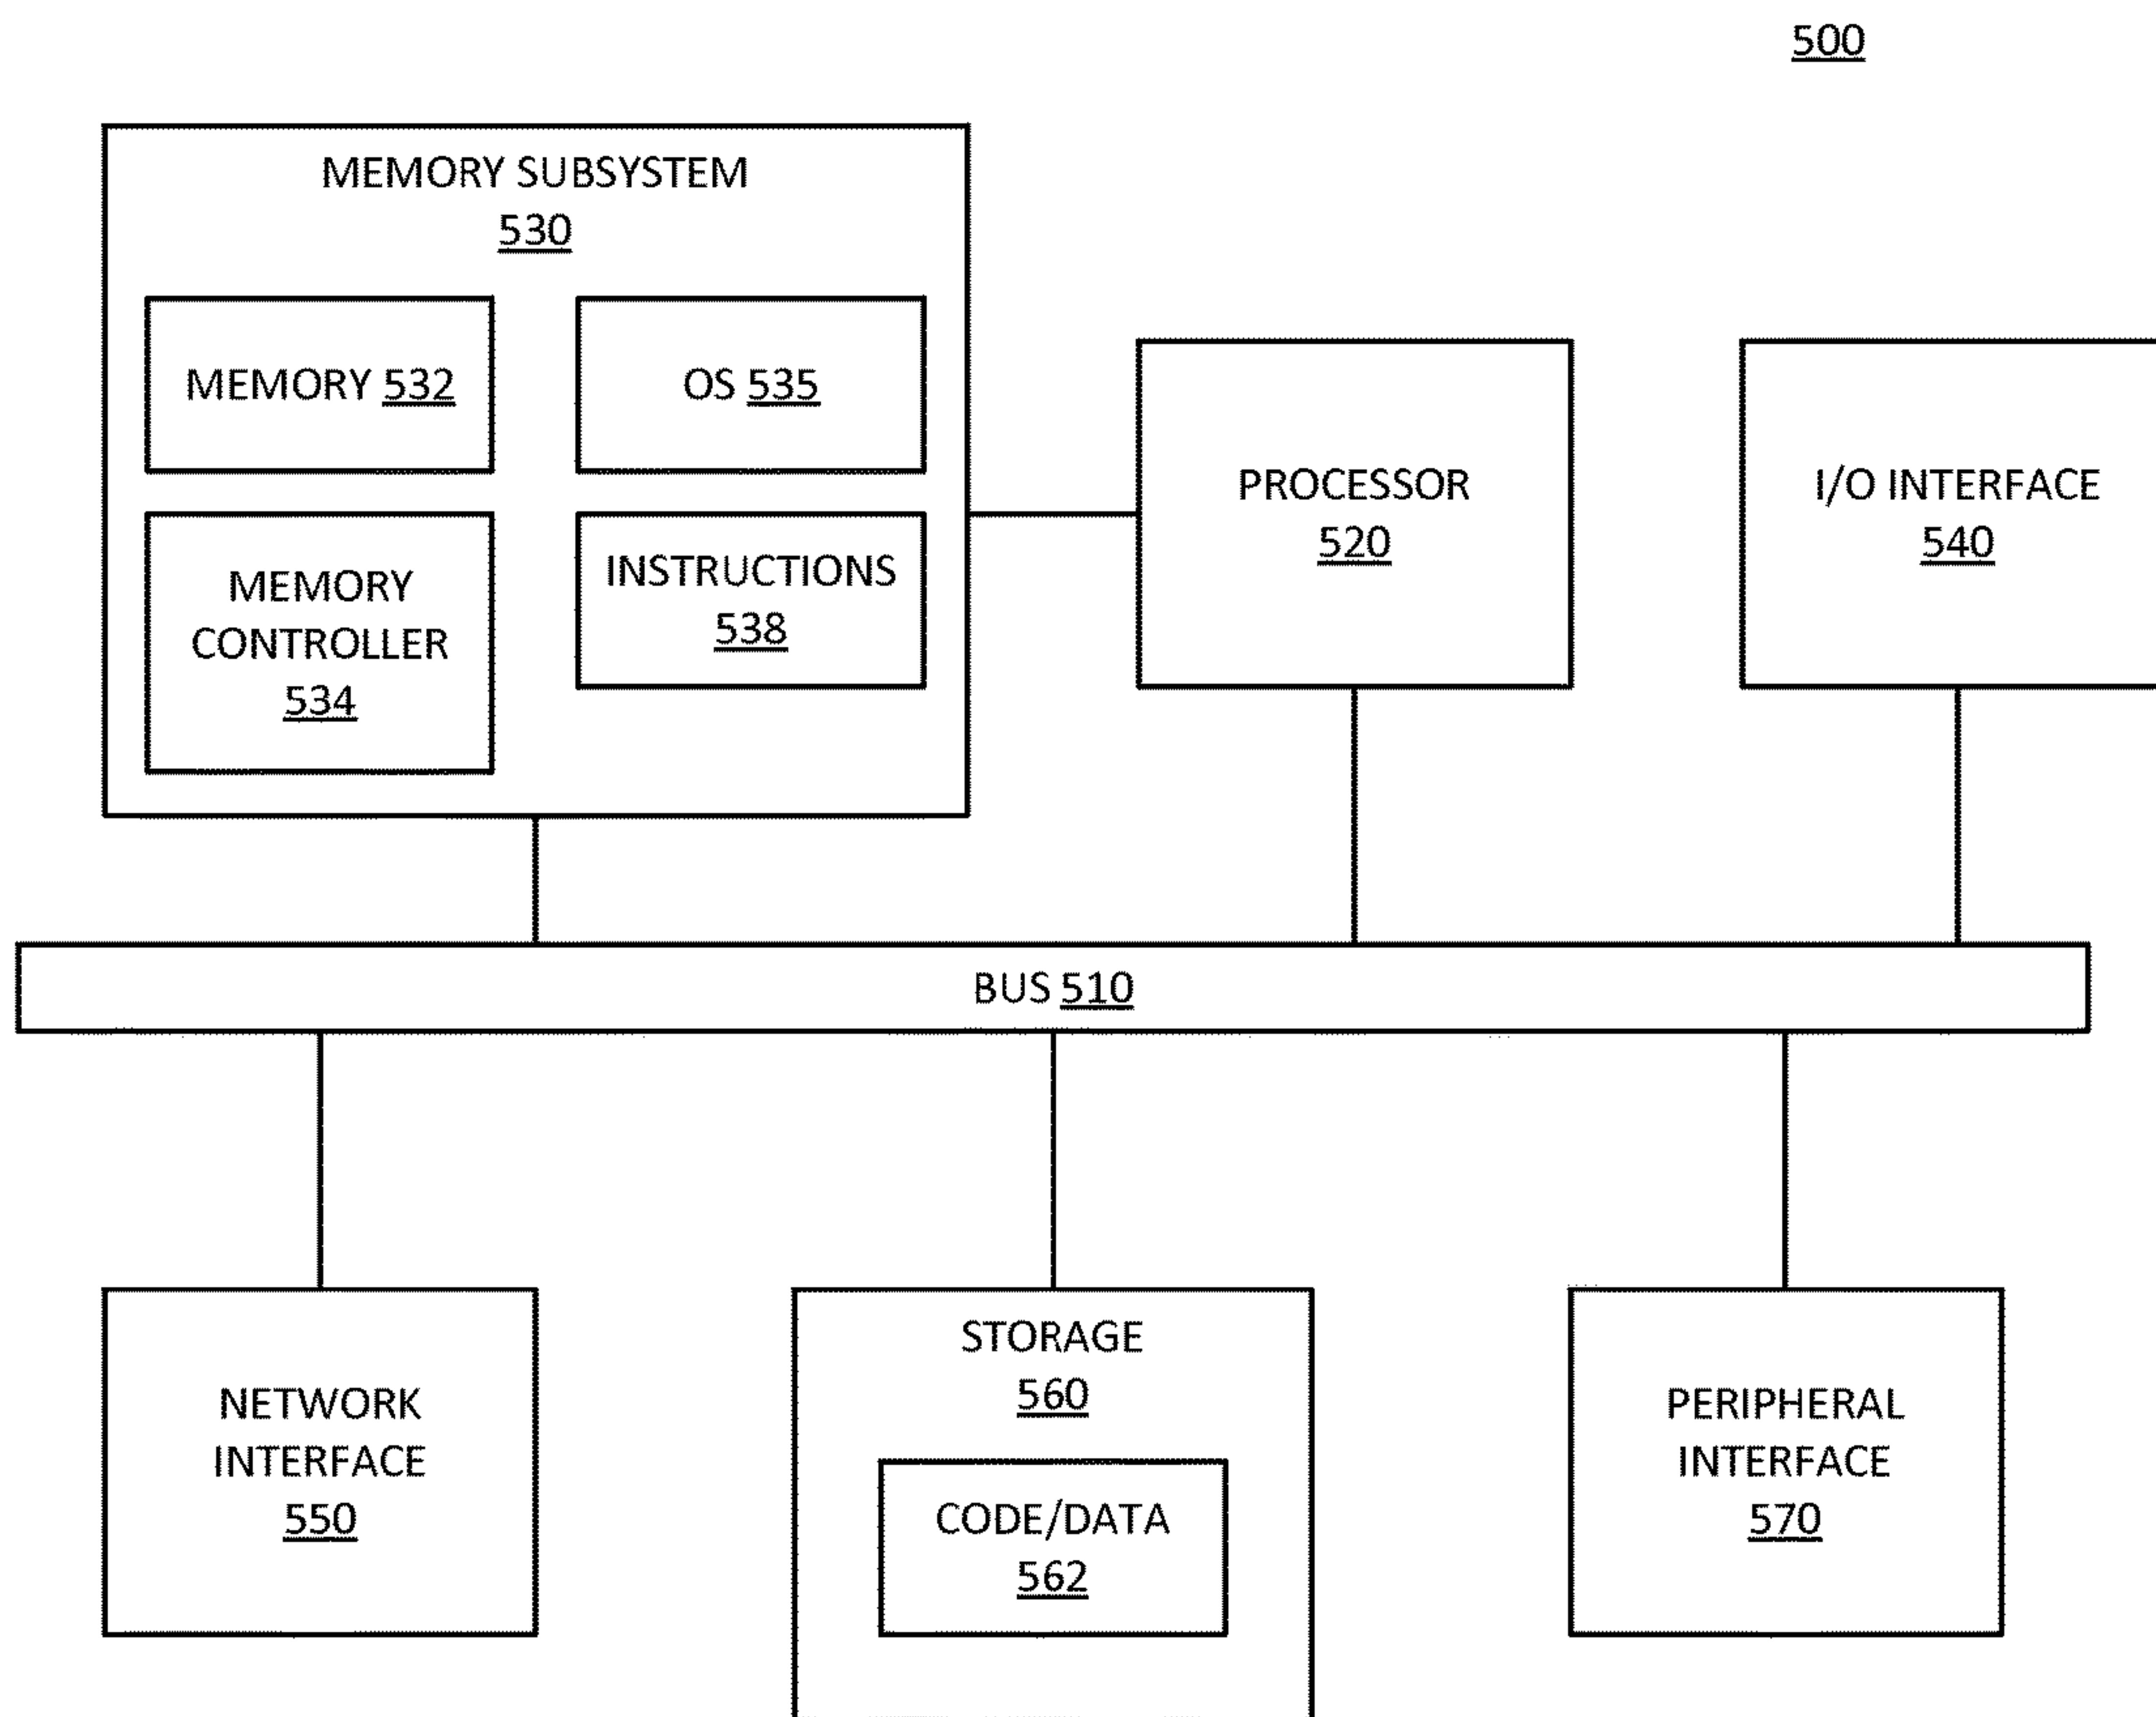 500
MEMORY SUBSYSTEM
530
MEMORY 532
OS 535
MEMORY
CONTROLLER
534
INSTRUCTIONS
538
PROCESSOR
520
I/O INTERFACE
540
BUS 510
NETWORK
INTERFACE
550
STORAGE
560
CODE/DATA
562
PERIPHERAL
INTERFACE
570